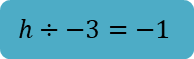 h ÷ −3 = −1